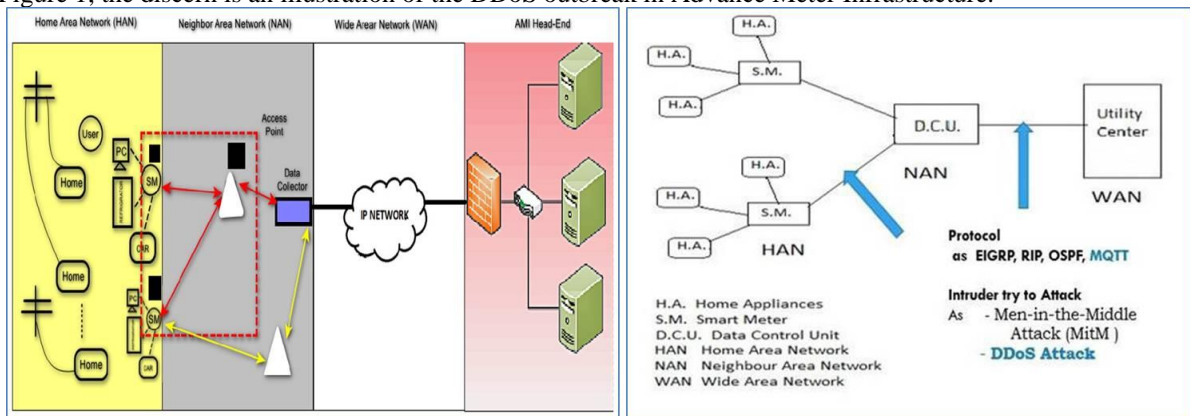 Figure 1, the discern is an illustration of the DDoS outbreak in Advance Meter Infrastructure.
Home Area Network (HAN)
Neighbor Area Network (NAN)
Wide Arear Network (WAN)
AMI Head-End
User
PC
SM
Home
CAR
Home
PC
SM
CAR
Home
Access
Point
Data
Collector
IP NETWORK
H.A.
H.A.
H.A.
S.M.
H.A.
H.A.
H.A.
S.M.
HAN
D.C.U.
NAN
Utility
Center
WAN
Protocol
as EIGRP, RIP, OSPF, MQTT
Intruder try to Attack
As - Men-in-the-Middle
Attack (MitM )
- DDoS Attack
H.A. Home Appliances
S.M. Smart Meter
D.C.U. Data Control Unit
HAN Home Area Network
NAN Neighbour Area Network
WAN Wide Area Network